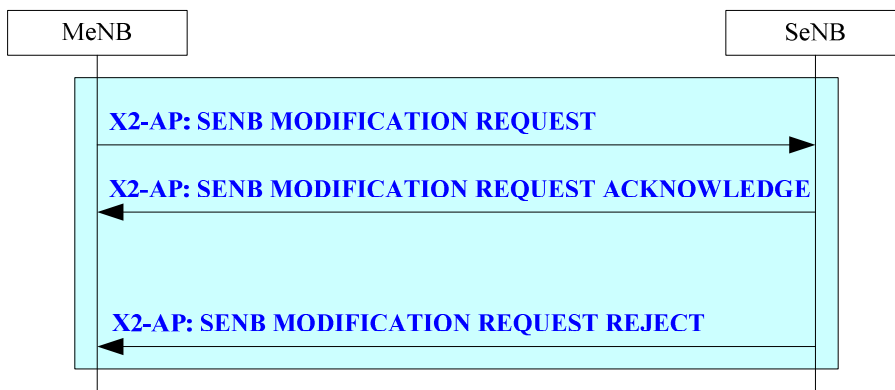 MeNB
SeNB
X2-AP: SENB MODIFICATION REQUEST
X2-AP: SENB MODIFICATION REQUEST ACKNOWLEDGE
X2-AP: SENB MODIFICATION REQUEST REJECT